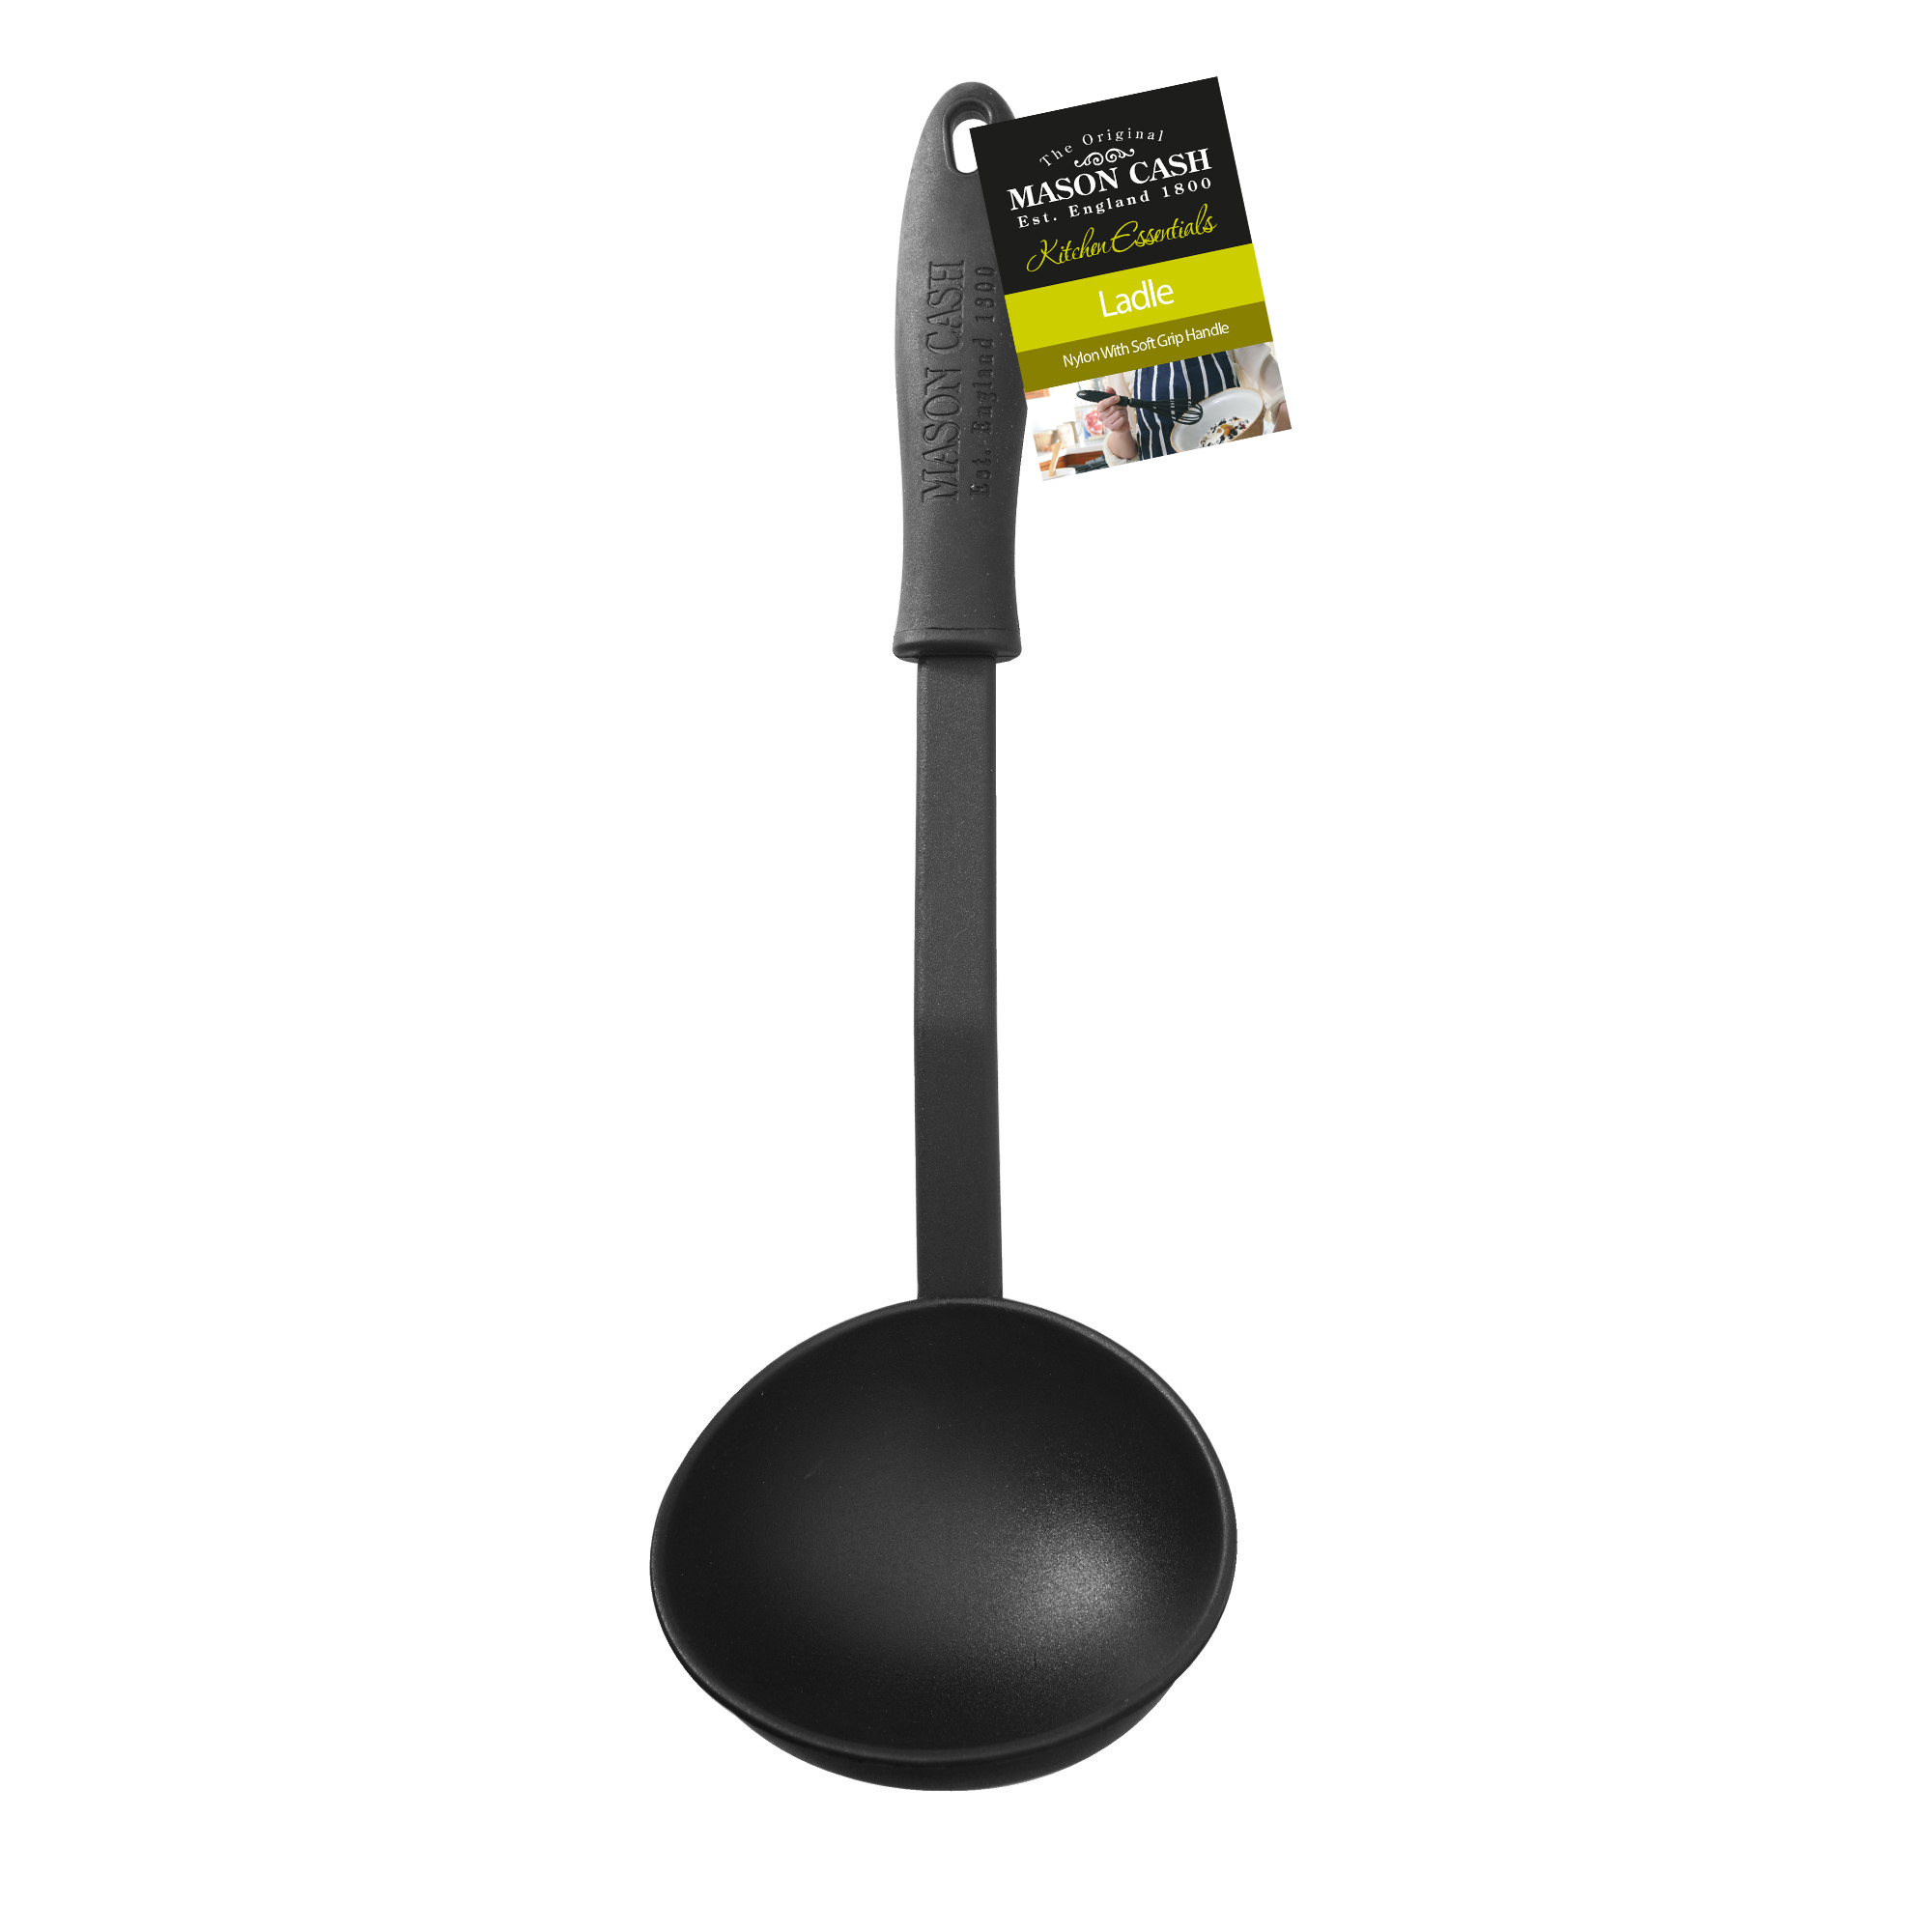 The Original
MASON CASH
Est. England 1800
Kitchen Essentials
Ladle
Nylon With Soft Grip Handle
MASON CASH
Est. England 1800